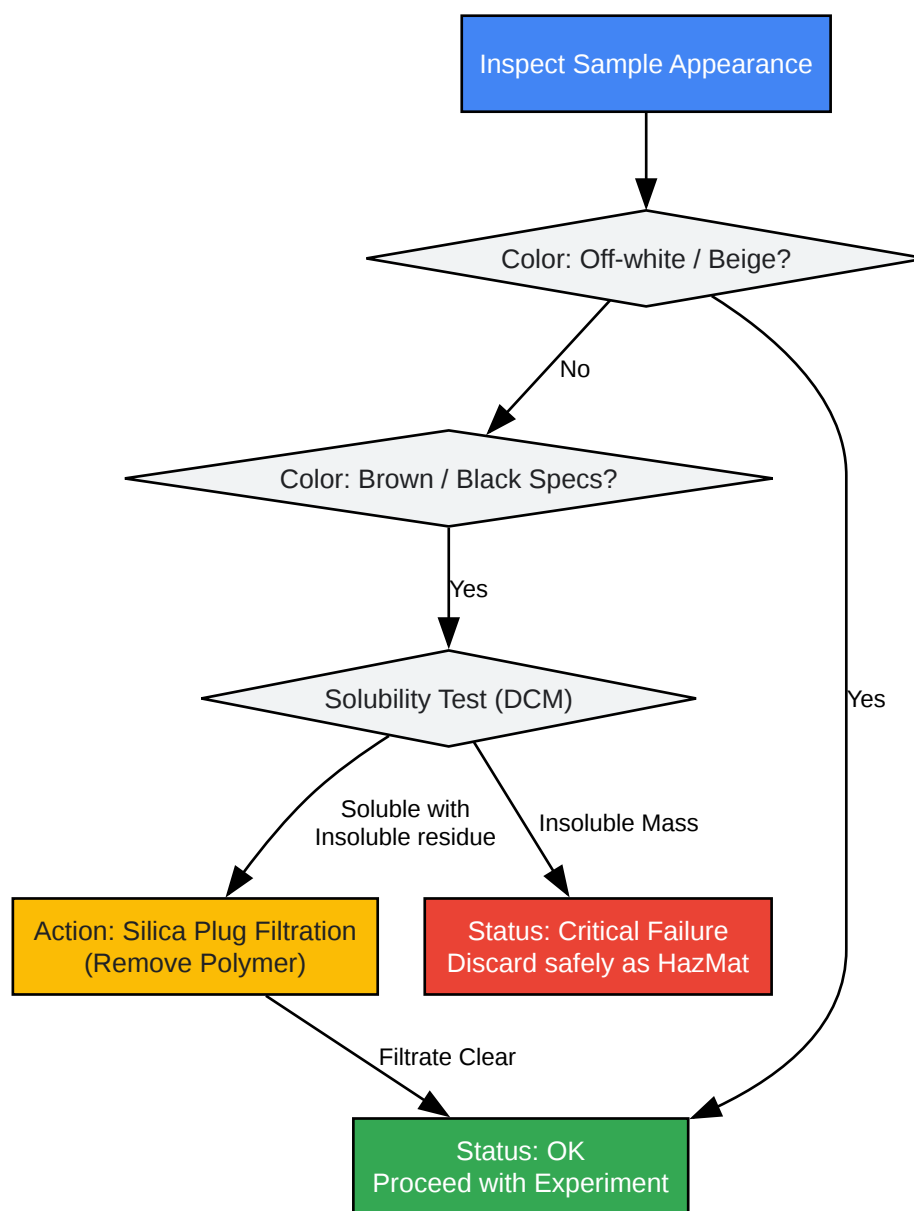 Inspect Sample Appearance
Color: Off-white / Beige?
No
Color: Brown / Black Specs?
Yes
Solubility Test (DCM)
Yes
Soluble with
Insoluble residue
Insoluble Mass
Action: Silica Plug Filtration
(Remove Polymer)
Status: Critical Failure
Discard safely as HazMat
Filtrate Clear
Status: OK
Proceed with Experiment